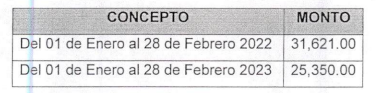 CONCEPTO MONTO
Del 01 de Enero al 28 de Febrero 2022 31,621.00
Del 01 de Enero al 28 de Febrero 2023 25,350.00